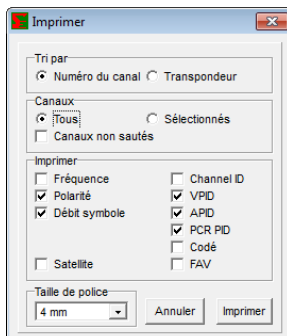 Imprimer
Tri par
Numéro du canal Transpondeur
Canaux
Tous Sélectionnés
Canaux non sautés
Imprimer
Fréquence Channel ID
Polarité VPID
Débit symbole APID
PCR PID
Codé
Satellite FAV
Taille de police
4 mm Annuler Imprimer